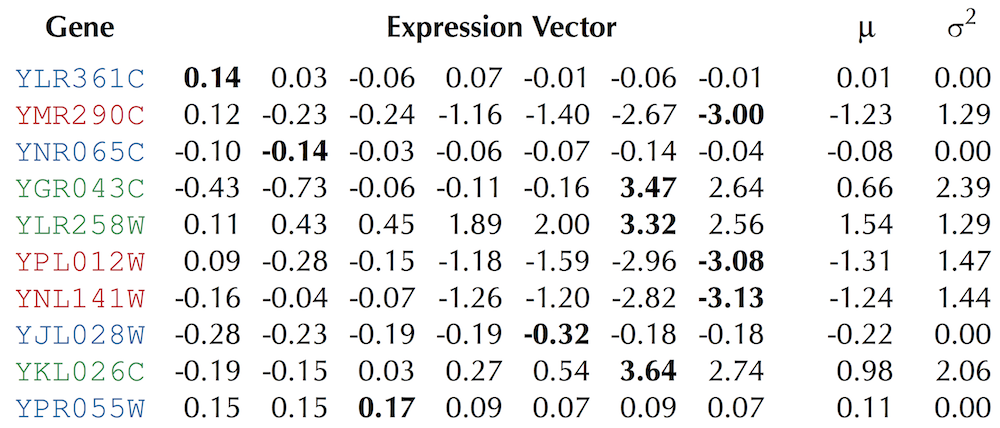 Gene Expression Vector μ σ²
YLR361C 0.14 0.03 -0.06 0.07 -0.01 -0.06 -0.01 0.01 0.00
YMR290C 0.12 -0.23 -0.24 -1.16 -1.40 -2.67 -3.00 -1.23 1.29
YNR065C -0.10 -0.14 -0.03 -0.06 -0.07 -0.14 -0.04 -0.08 0.00
YGR043C -0.43 -0.73 -0.06 -0.11 -0.16 3.47 2.64 0.66 2.39
YLR258W 0.11 0.43 0.45 1.89 2.00 3.32 2.56 1.54 1.29
YPL012W 0.09 -0.28 -0.15 -1.18 -1.59 -2.96 -3.08 -1.31 1.47
YNL141W -0.16 -0.04 -0.07 -1.26 -1.20 -2.82 -3.13 -1.24 1.44
YJL028W -0.28 -0.23 -0.19 -0.19 -0.32 -0.18 -0.18 -0.22 0.00
YKL026C -0.19 -0.15 0.03 0.27 0.54 3.64 2.74 0.98 2.06
YPR055W 0.15 0.15 0.17 0.09 0.07 0.09 0.07 0.11 0.00